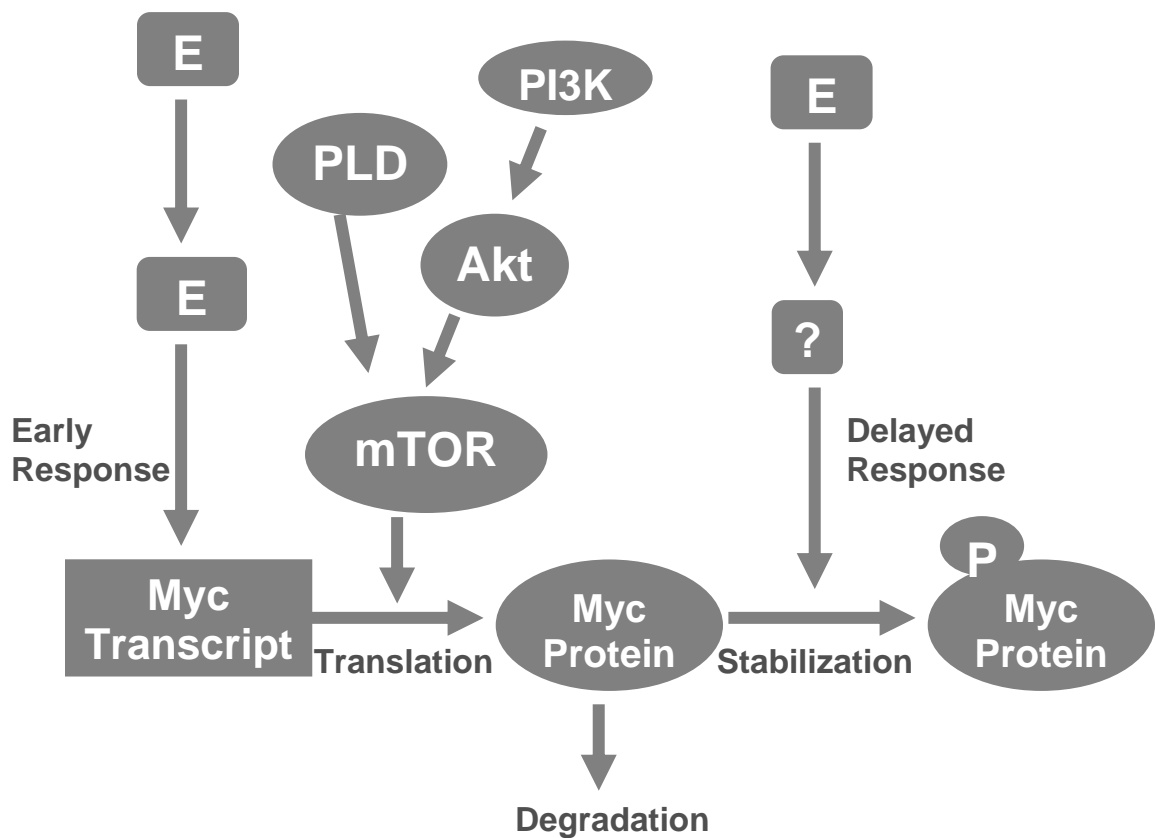 E
PI3K
E
PLD
Akt
E
?
mTOR
Early
Response
Delayed
Response
P
Myc
Transcript
Translation
Myc
Protein
Stabilization
Myc
Protein
Degradation